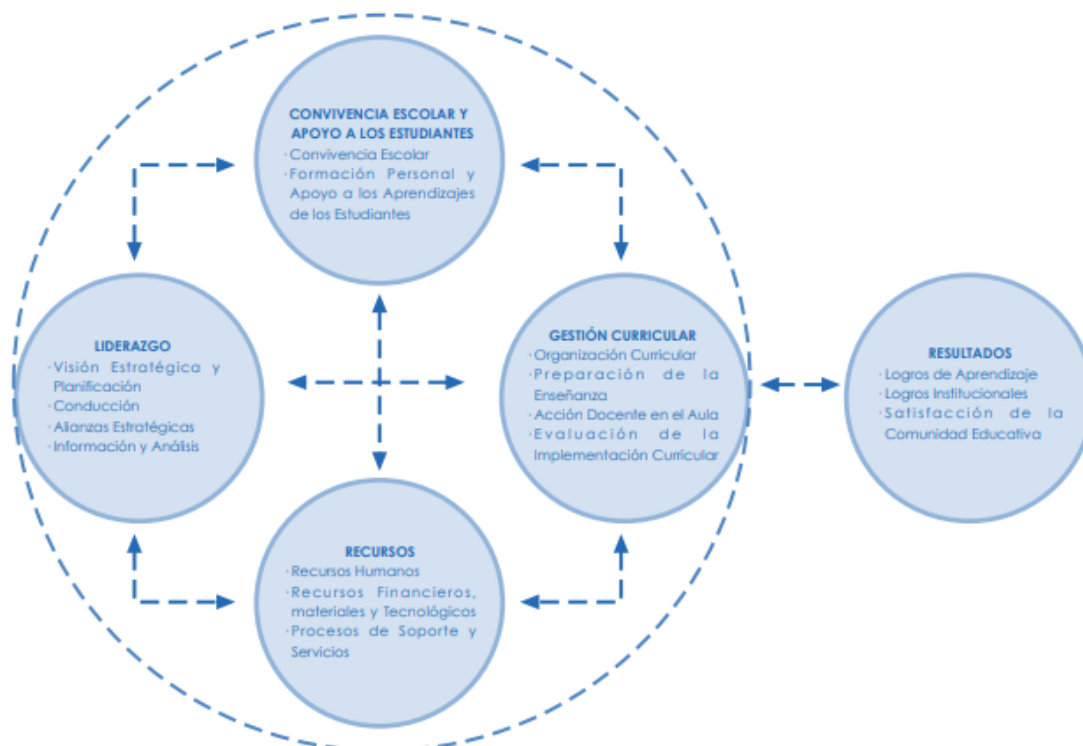 CONVIVENCIA ESCOLAR Y
APOYO A LOS ESTUDIANTES
·Convivencia Escolar
·Formación Personal y
Apoyo a los Aprendizajes
de los Estudiantes
LIDERAZGO
·Visión Estratégica y
Planificación
·Conducción
·Alianzas Estratégicas
·Información y Análisis
GESTIÓN CURRICULAR
·Organización Curricular
·Preparación de la
Enseñanza
·Acción Docente en el Aula
·Evaluación de la
Implementación Curricular
RESULTADOS
·Logros de Aprendizaje
·Logros Institucionales
·Satisfacción de la
Comunidad Educativa
RECURSOS
·Recursos Humanos
·Recursos Financieros,
materiales y Tecnológicos
·Procesos de Soporte y
Servicios